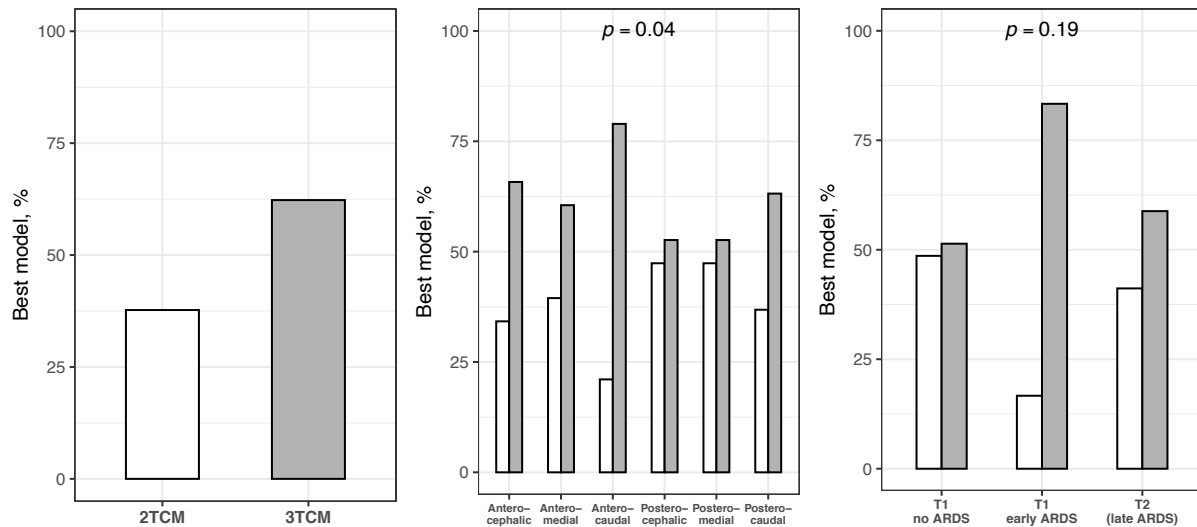 Best model, %
100
75
50
25
0
2TCM
3TCM
p = 0.04
Best model, %
100
75
50
25
0
Antero−
cephalic
Antero−
medial
Antero−
caudal
Postero−
cephalic
Postero−
medial
Postero−
caudal
p = 0.19
Best model, %
100
75
50
25
0
T1
no ARDS
T1
early ARDS
T2
(late ARDS)